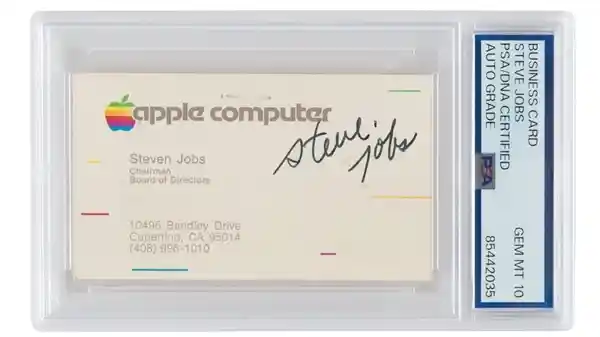 apple computer
steve jobs
Steven Jobs
Chairman
Board of Directors
10495 Bandley Drive
Cupertino, CA 95014
(408) 996-1010
BUSINESS CARD
STEVE JOBS
PSA/DNA CERTIFIED
AUTO GRADE
PSA
GEM MT 10
85442035